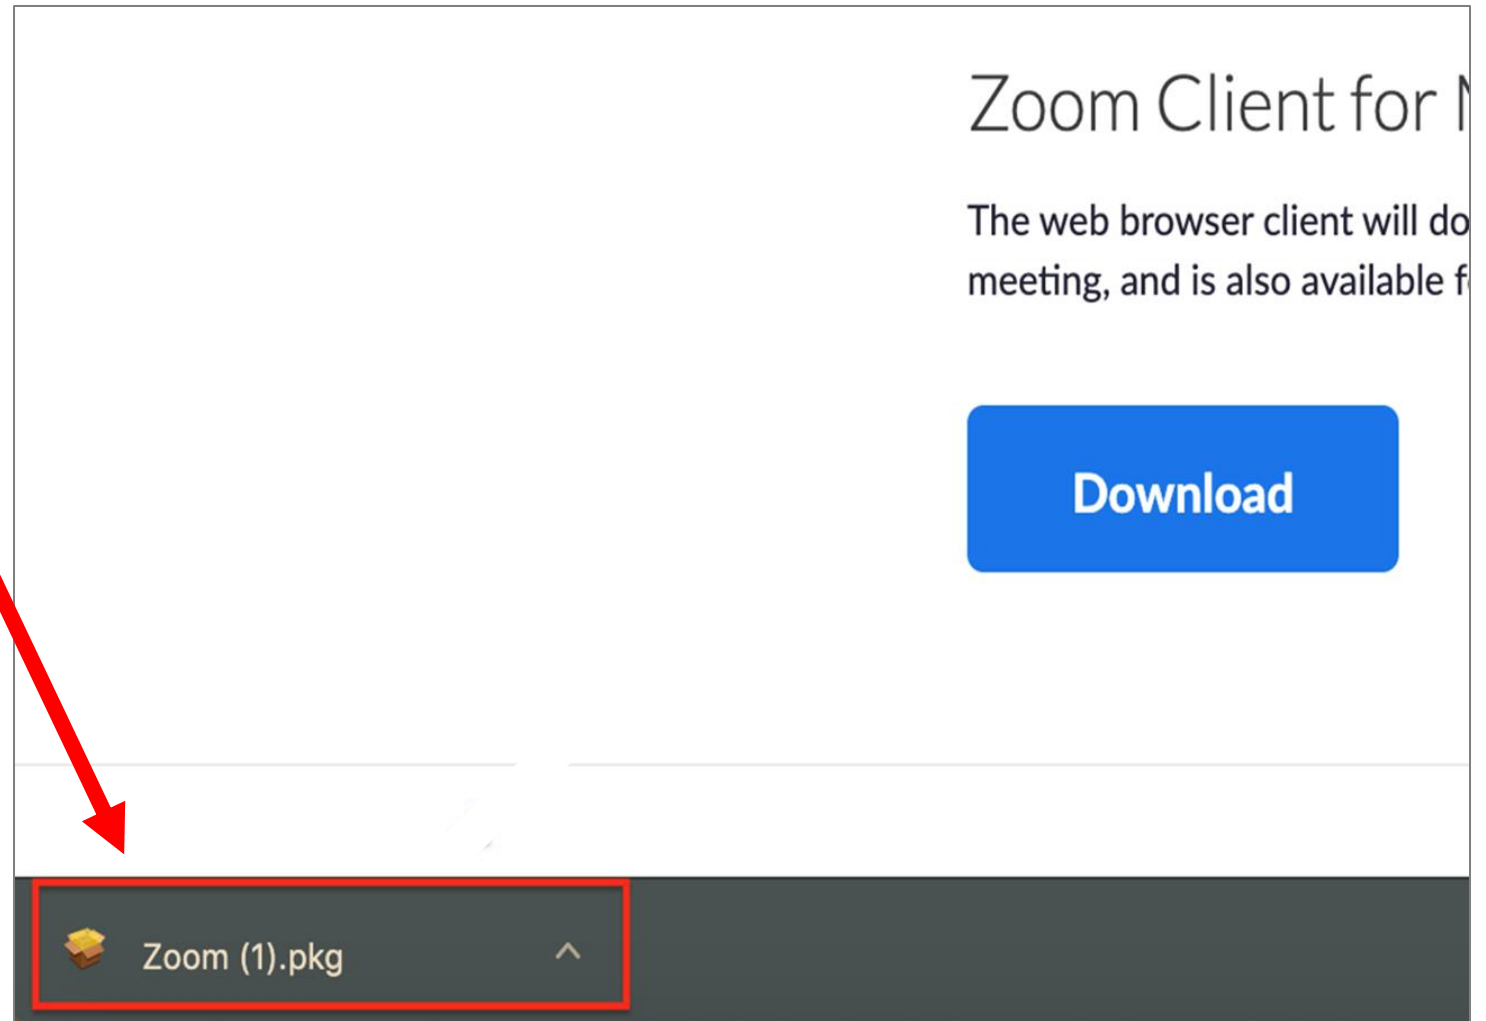 Zoom Client for
The web browser client will do
meeting, and is also available
Download
Zoom (1).pkg